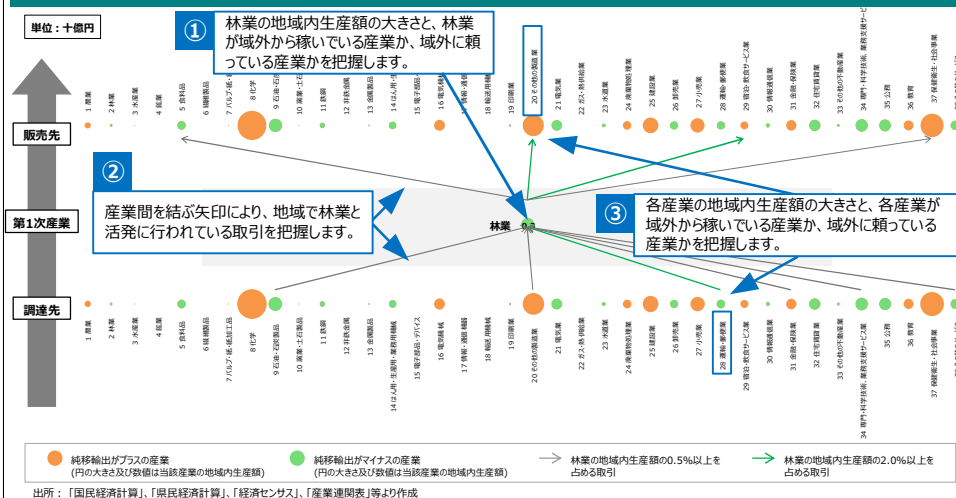 単位:十億円
①
林業の地域内生産額の大きさと、林業
が域外から稼いでいる産業か、域外に頼
っている産業かを把握します。
1 農業
2 林業
3 水産業
4 鉱業
5 食料品
6 繊維製品
7 パルプ・紙・
8 化学
9 石油・石炭
10 窯業・土石
11 鉄鋼
12 非鉄金属
13 金属製品
14 はん用・生
15 電子部品・
16 電気機械
17 情報・通信
18 輸送用機械
19 印刷業
20 その他の製造業
21 電気業
22 ガス・熱供給業
23 水道業
24 廃棄物処理業
25 建設業
26 卸売業
27 小売業
28 運輸・郵便業
29 宿泊・飲食サービス業
30 情報通信業
31 金融・保険業
32 住宅賃貸業
33 その他の不動産業
34 専門・科学技術、業務支援サービ
35 公務
36 教育
37 保健衛生・社会事業
販売先
②
産業間を結ぶ矢印により、地域で林業と
活発に行われている取引を把握します。
第1次産業
林業
③
各産業の地域内生産額の大きさと、各産業が
域外から稼いでいる産業か、域外に頼っている
産業かを把握します。
調達先
1 農業
2 林業
3 水産業
4 鉱業
5 食料品
6 繊維製品
7 パルプ・紙・紙加工品
8 化学
9 石油・石炭製品
10 窯業・土石製品
11 鉄鋼
12 非鉄金属
13 金属製品
14 はん用・生産用・業務用機械
15 電子部品・デバイス
16 電気機械
17 情報・通信機器
18 輸送用機械
19 印刷業
20 その他の製造業
21 電気業
22 ガス・熱供給業
23 水道業
24 廃棄物処理業
25 建設業
26 卸売業
27 小売業
28 運輸・郵便業
29 宿泊・飲食サービス業
30 情報通信業
31 金融・保険業
32 住宅賃貸業
33 その他の不動産業
34 専門・科学技術、業務支援サービス業
35 公務
36 教育
37 保健衛生・社会事業
純移輸出がプラスの産業
(円の大きさ及び数値は当該産業の地域内生産額)
純移輸出がマイナスの産業
(円の大きさ及び数値は当該産業の地域内生産額)
林業の地域内生産額の0.5%以上を
占める取引
林業の地域内生産額の2.0%以上を
占める取引
出所:「国民経済計算」、「県民経済計算」、「経済センサス」、「産業連関表」等より作成